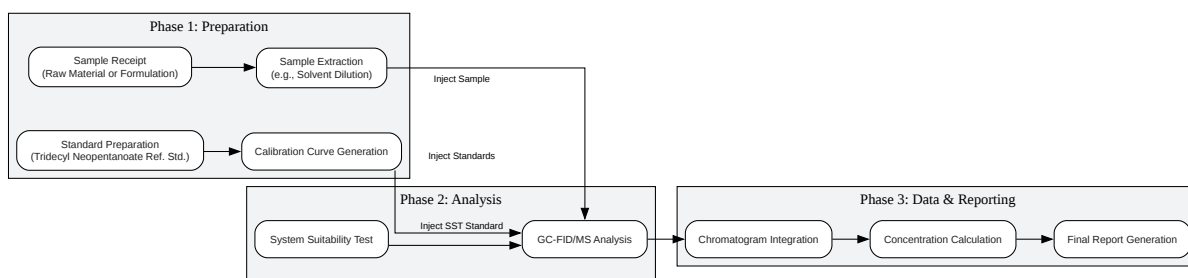 Phase 1: Preparation
Sample Receipt
(Raw Material or Formulation)
Sample Extraction
(e.g., Solvent Dilution)
Inject Sample
Standard Preparation
(Tridecyl Neopentanoate Ref. Std.)
Calibration Curve Generation
Inject Standards
Phase 2: Analysis
System Suitability Test
Inject SST Standard
GC-FID/MS Analysis
Phase 3: Data & Reporting
Chromatogram Integration
Concentration Calculation
Final Report Generation